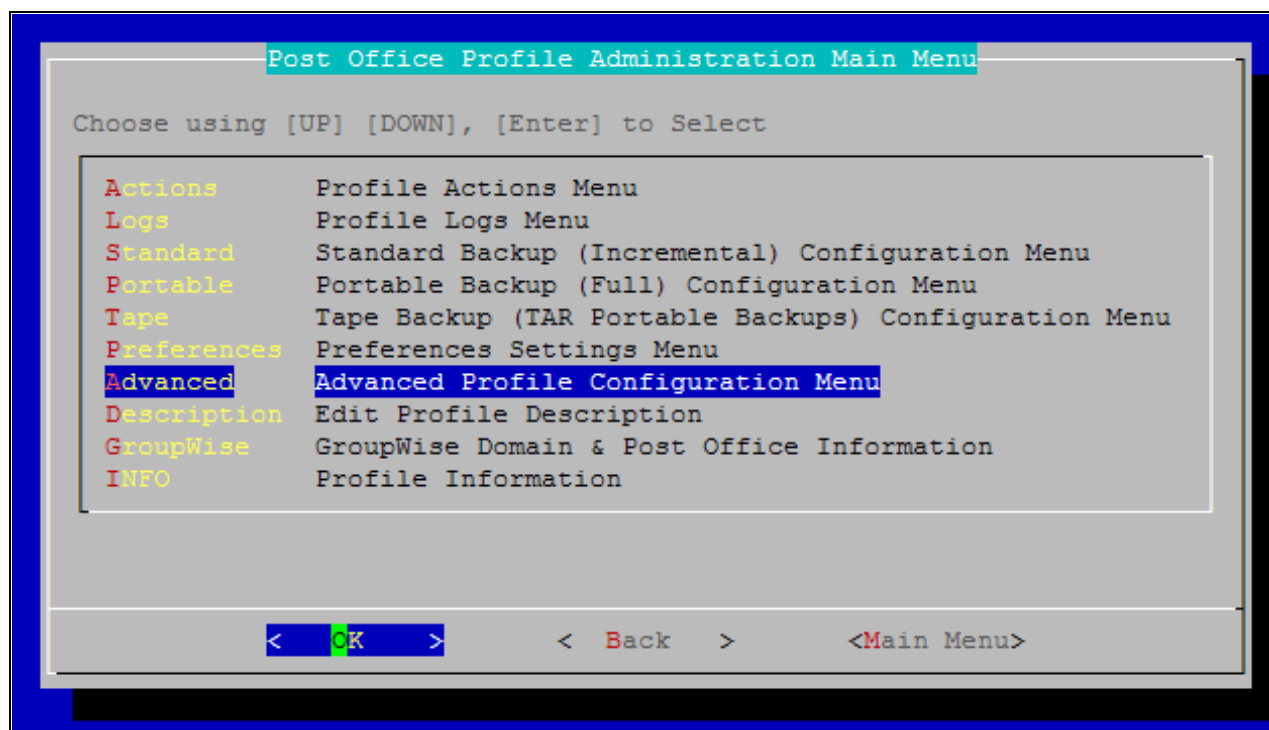 Post Office Profile Administration Main Menu
Choose using [UP] [DOWN], [Enter] to Select
Actions Profile Actions Menu
Logs Profile Logs Menu
Standard Standard Backup (Incremental) Configuration Menu
Portable Portable Backup (Full) Configuration Menu
Tape Tape Backup (TAR Portable Backups) Configuration Menu
Preferences Preferences Settings Menu
Advanced Advanced Profile Configuration Menu
Description Edit Profile Description
GroupWise GroupWise Domain & Post Office Information
INFO Profile Information
< OK > < Back > <Main Menu>